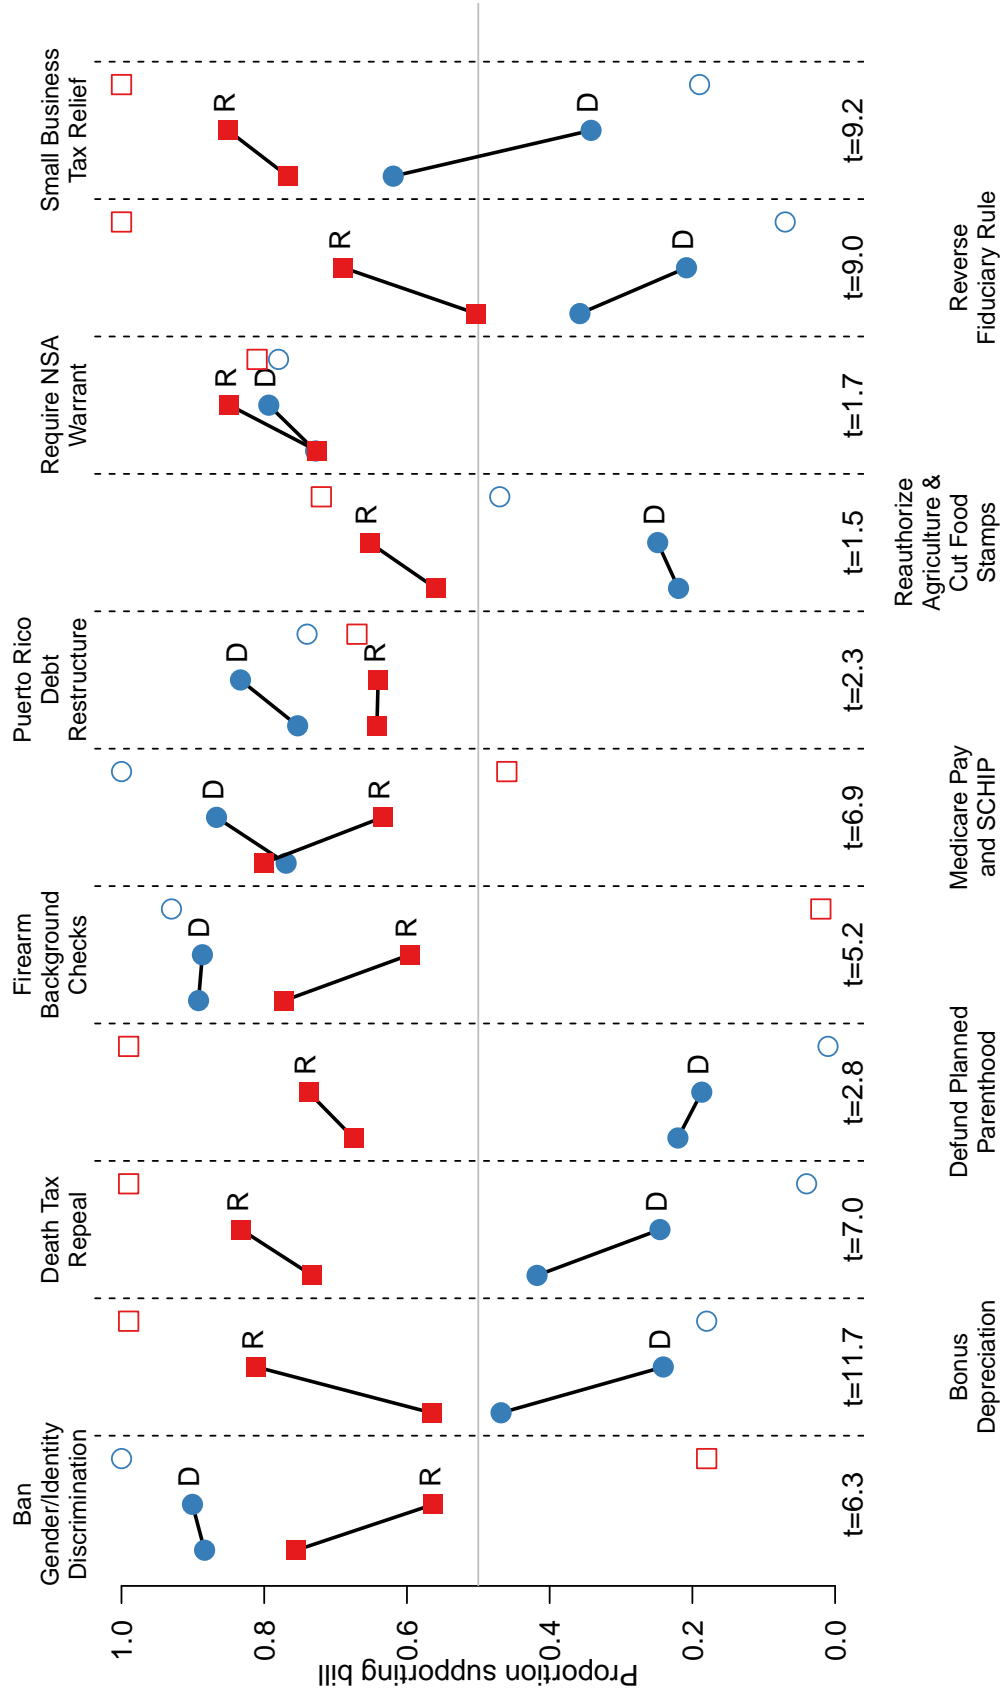 Ban
Gender/Identity
Discrimination
Bonus
Depreciation
Death Tax
Repeal
Defund Planned
Parenthood
Firearm
Background
Checks
Medicare Pay
and SCHIP
Puerto Rico
Debt
Restructure
Reauthorize
Agriculture &
Cut Food
Stamps
Require NSA
Warrant
Reverse
Fiduciary Rule
Small Business
Tax Relief
Proportion supporting bill
1.0
0.8
0.6
0.4
0.2
0.0
D
R
R
D
R
D
R
D
D
R
D
R
D
R
R
D
R
D
R
D
R
D
t=6.3
t=11.7
t=7.0
t=2.8
t=5.2
t=6.9
t=2.3
t=1.5
t=1.7
t=9.0
t=9.2